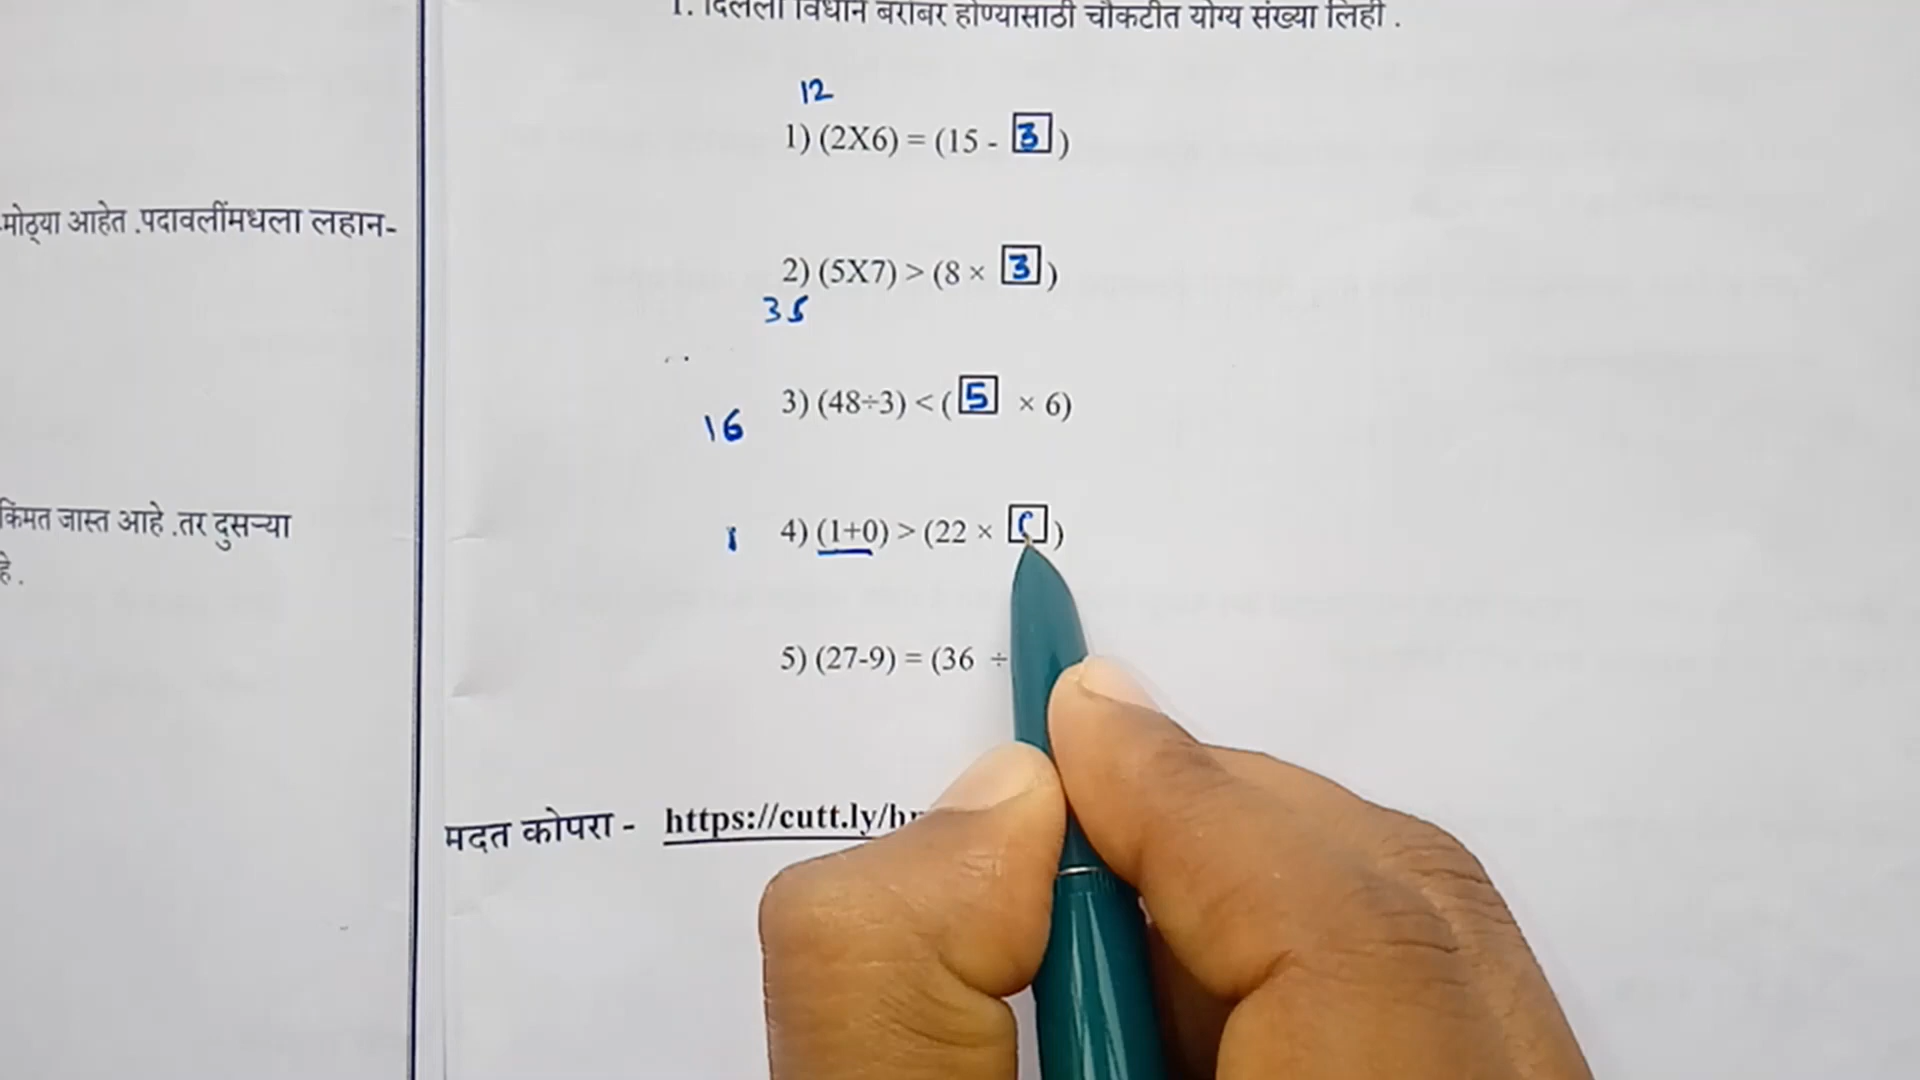 1. दिलेली विधाने बरोबर होण्यासाठी चौकटीत योग्य संख्या लिही .
12
1) (2X6) = (15 - 3)
-मोठ्या आहेत .पदावलींमधला लहान-
2) (5X7) > (8 × 3)
35
3) (48÷3) < (5 × 6)
16
किंमत जास्त आहे .तर दुसऱ्या
1 4) (1+0) > (22 × )
हे .
5) (27-9) = (36 ÷
मदत कोपरा - https://cutt.ly/